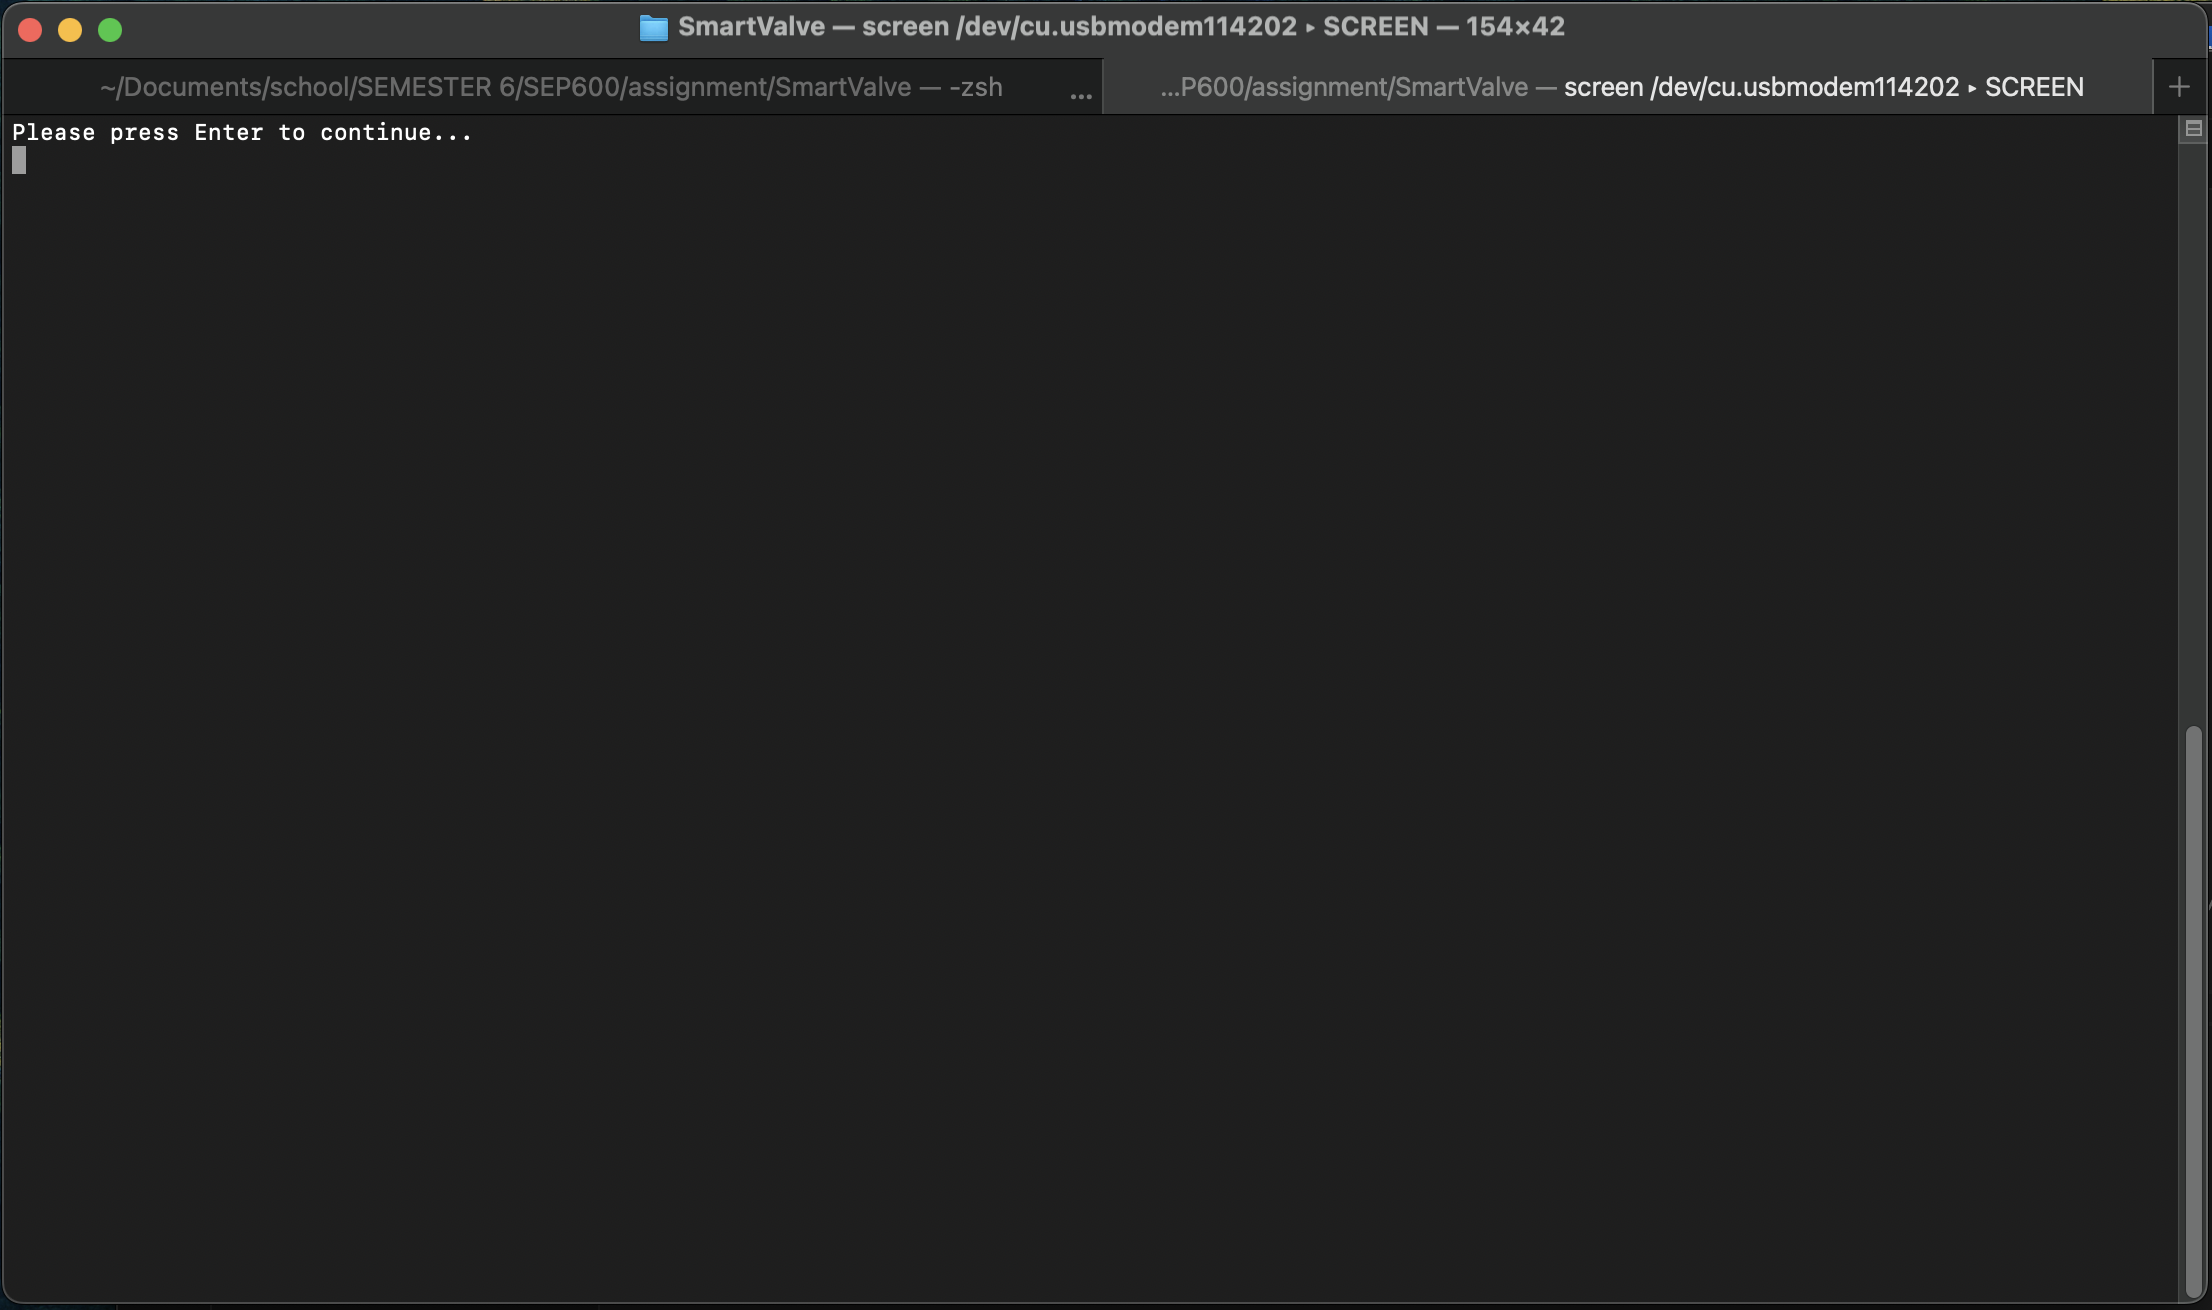 SmartValve — screen /dev/cu.usbmodem114202 ▸ SCREEN — 154×42
~/Documents/school/SEMESTER 6/SEP600/assignment/SmartValve — -zsh ...
...P600/assignment/SmartValve — screen /dev/cu.usbmodem114202 ▸ SCREEN +
Please press Enter to continue...